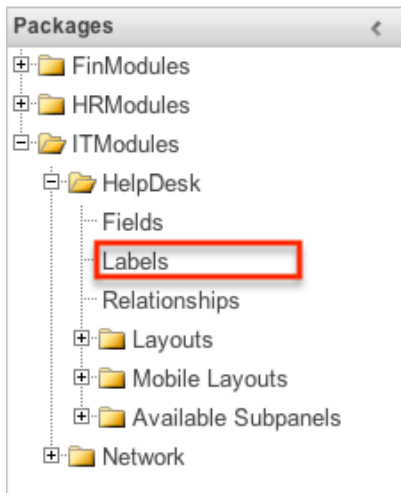 Packages
FinModules
HRModules
ITModules
HelpDesk
Fields
Labels
Relationships
Layouts
Mobile Layouts
Available Subpanels
Network